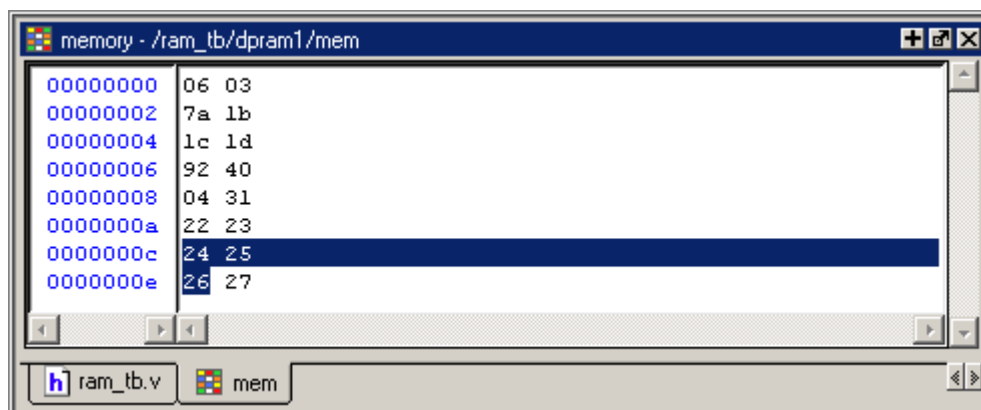 memory - /ram_tb/dpram1/mem
00000000 06 03
00000002 7a 1b
00000004 1c 1d
00000006 92 40
00000008 04 31
0000000a 22 23
0000000c 24 25
0000000e 26 27
h ram_tb.v mem